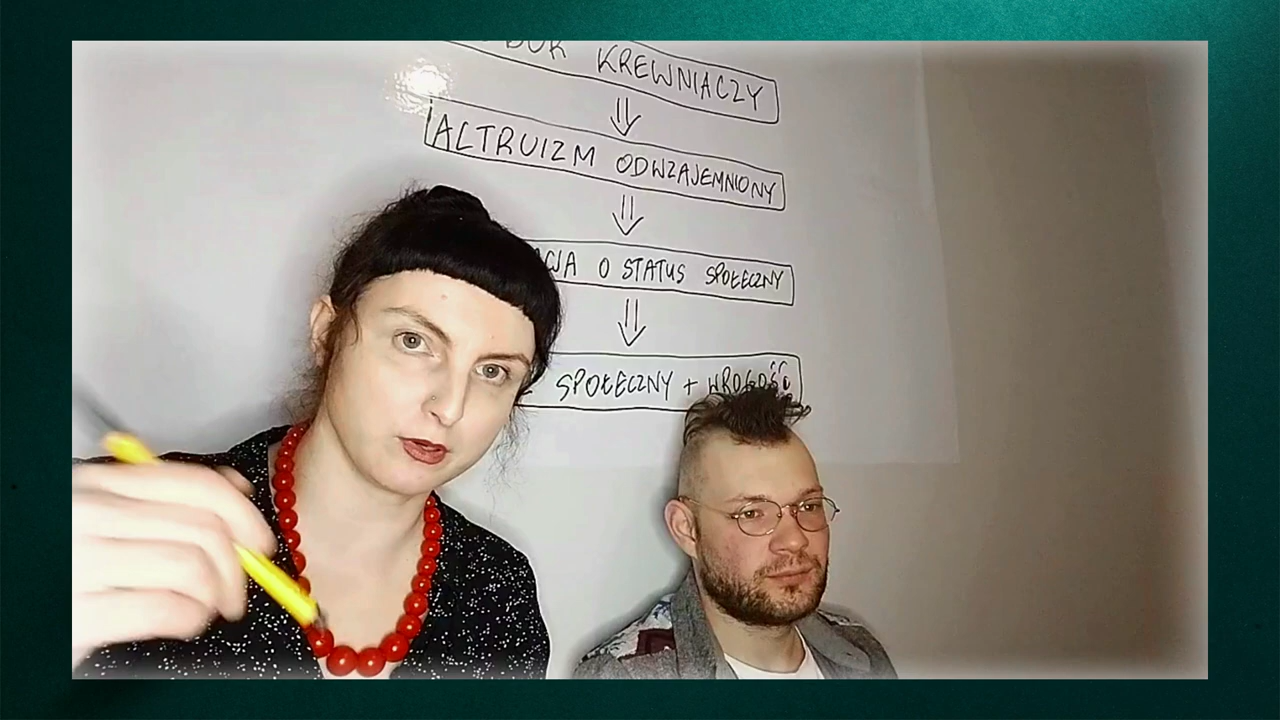 KREWNIACZY
ALTRUIZM ODWZAJEMNIONY
O STATUS SPOŁECZNY
SPOŁECZNY + WROGOŚĆ